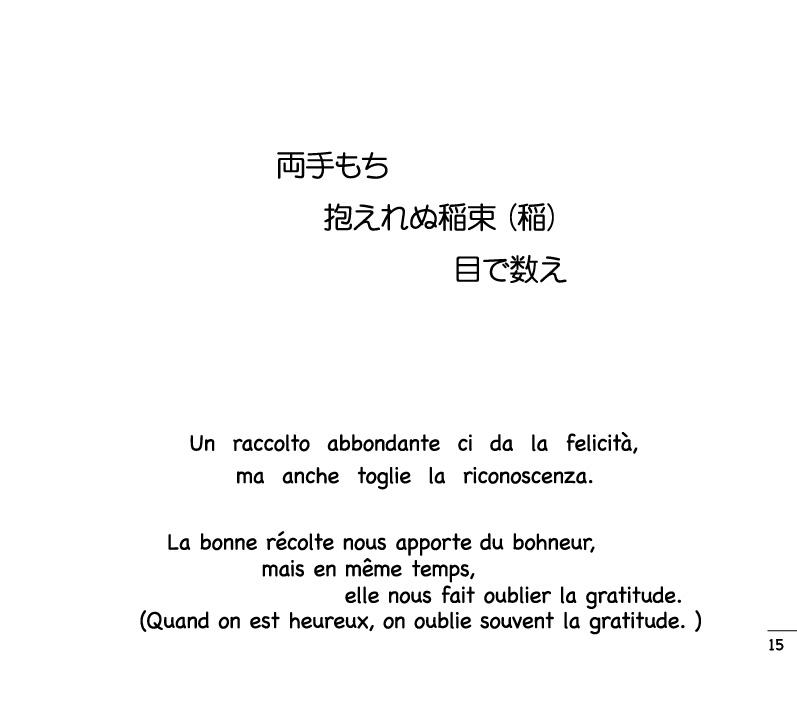 両手もち
抱えれぬ稲束（稲）
目で数え
Un raccolto abbondante ci da la felicità,
ma anche toglie la riconoscenza.
La bonne récolte nous apporte du bohneur,
mais en même temps,
elle nous fait oublier la gratitude.
(Quand on est heureux, on oublie souvent la gratitude. )
15